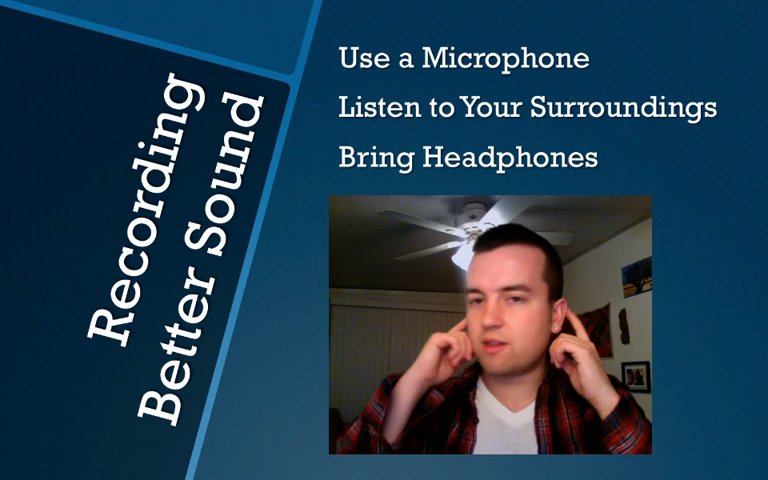 Recording
Better Sound
Use a Microphone
Listen to Your Surroundings
Bring Headphones